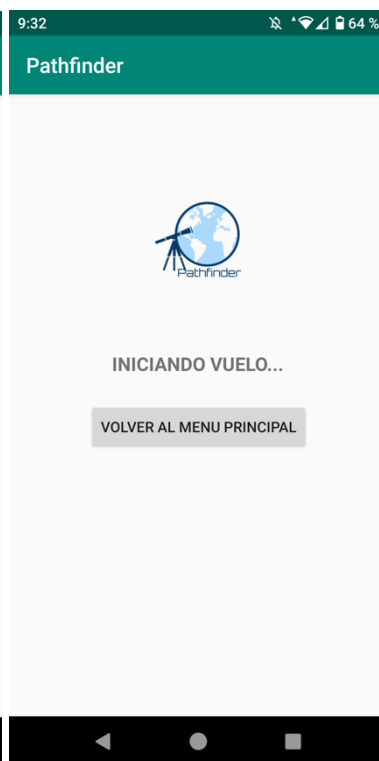 9:32
64 %
Pathfinder
Pathfinder
INICIANDO VUELO...
VOLVER AL MENU PRINCIPAL